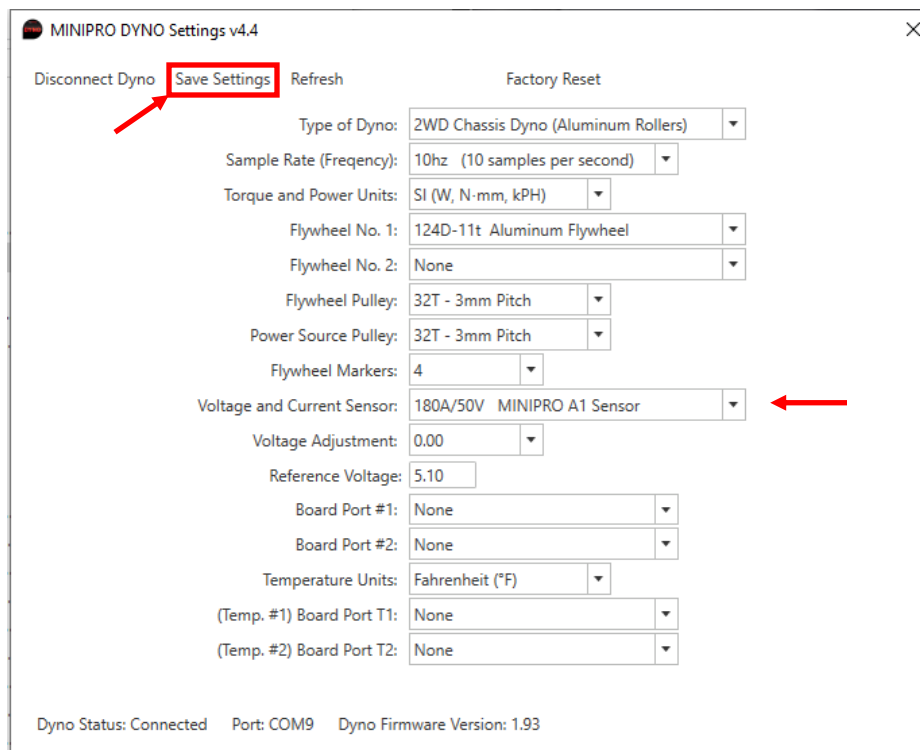 MINIPRO DYNO Settings v4.4
Disconnect Dyno Save Settings Refresh Factory Reset
Type of Dyno: 2WD Chassis Dyno (Aluminum Rollers)
Sample Rate (Freqency): 10hz (10 samples per second)
Torque and Power Units: SI (W, N·mm, kPH)
Flywheel No. 1: 124D-11t Aluminum Flywheel
Flywheel No. 2: None
Flywheel Pulley: 32T - 3mm Pitch
Power Source Pulley: 32T - 3mm Pitch
Flywheel Markers: 4
Voltage and Current Sensor: 180A/50V MINIPRO A1 Sensor
Voltage Adjustment: 0.00
Reference Voltage: 5.10
Board Port #1: None
Board Port #2: None
Temperature Units: Fahrenheit (°F)
(Temp. #1) Board Port T1: None
(Temp. #2) Board Port T2: None
Dyno Status: Connected Port: COM9 Dyno Firmware Version: 1.93